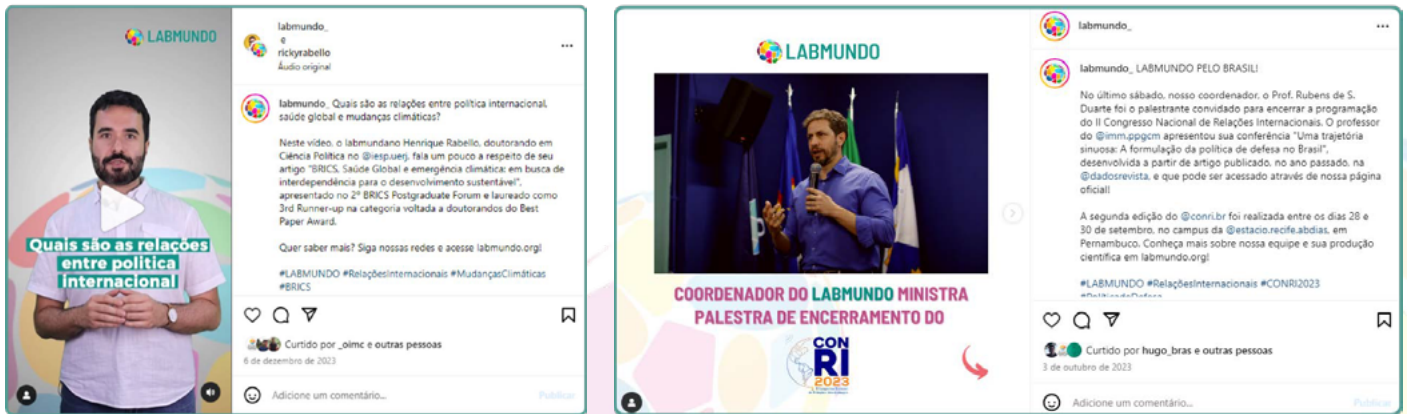 LABMUNDO
Quais são as relações
entre política
internacional
labmundo_
e
rickyrabello
Áudio original
labmundo_ Quais são as relações entre política internacional,
saúde global e mudanças climáticas?
Neste vídeo, o labmundano Henrique Rabello, doutorando em
Ciência Política no @iesp.uerj, fala um pouco a respeito de seu
artigo "BRICS, Saúde Global e emergência climática: em busca de
interdependência para o desenvolvimento sustentável",
apresentado no 2º BRICS Postgraduate Forum e laureado como
3rd Runner-up na categoria voltada a doutorandos do Best
Paper Award.
Quer saber mais? Siga nossas redes e acesse labmundo.org!
#LABMUNDO #RelaçõesInternacionais #MudançasClimáticas
#BRICS
Curtido por _oimc e outras pessoas
6 de dezembro de 2023
Adicione um comentário...
Publicar
LABMUNDO
COORDENADOR DO LABMUNDO MINISTRA
PALESTRA DE ENCERRAMENTO DO
CON
RI
2023
labmundo_
labmundo_ LABMUNDO PELO BRASIL!
No último sábado, nosso coordenador, o Prof. Rubens de S.
Duarte foi o palestrante convidado para encerrar a programação
do II Congresso Nacional de Relações Internacionais. O professor
do @imm.ppgcm apresentou sua conferência "Uma trajetória
sinuosa: A formulação da política de defesa no Brasil",
desenvolvida a partir de artigo publicado, no ano passado, na
@dadosrevista, e que pode ser acessado através de nossa página
oficial!
A segunda edição do @conri.br foi realizada entre os dias 28 e
30 de setembro, no campus da @estacio.recife.abdias, em
Pernambuco. Conheça mais sobre nossa equipe e sua produção
científica em labmundo.org!
#LABMUNDO #RelaçõesInternacionais #CONRI2023
#PolíticadeDefesa
Curtido por hugo_bras e outras pessoas
3 de outubro de 2023
Adicione um comentário...
Publicar